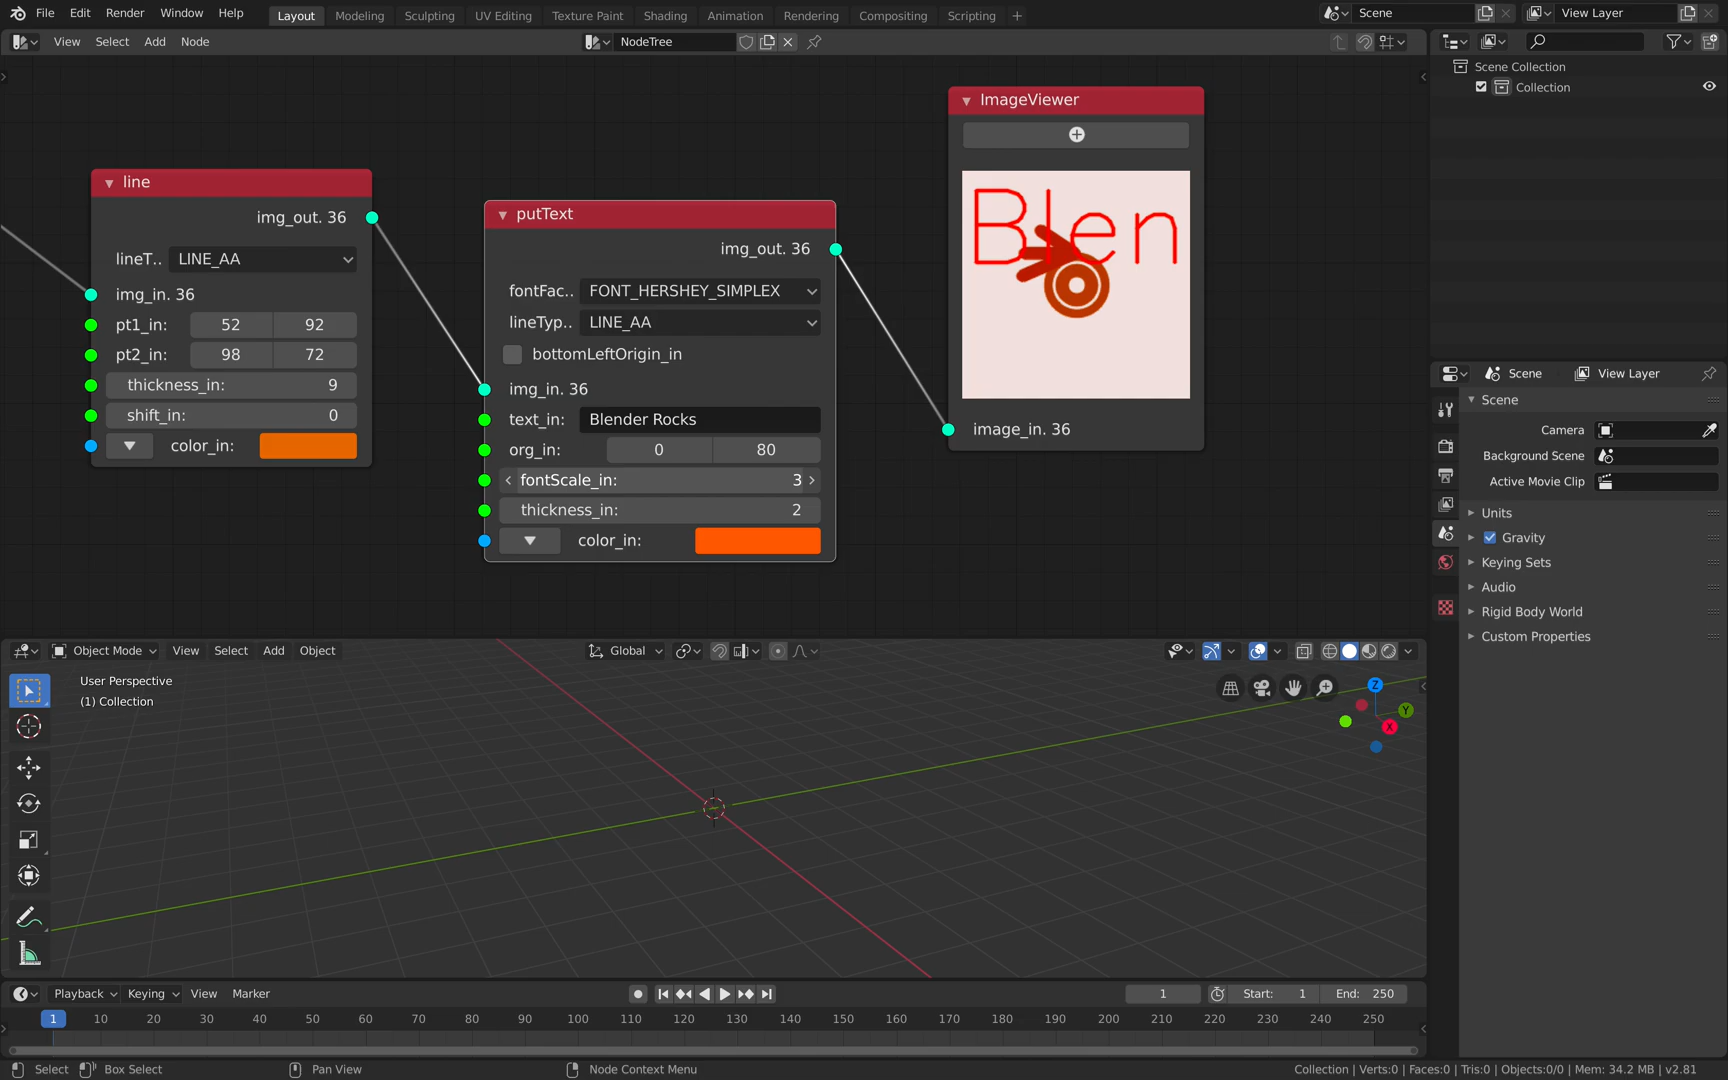 File Edit Render Window Help
Layout Modeling Sculpting UV Editing Texture Paint Shading Animation Rendering Compositing Scripting +
Scene
View Layer
View Select Add Node
NodeTree
Scene Collection
Collection
line
img_out. 36
lineT.. LINE_AA
img_in. 36
pt1_in: 52 92
pt2_in: 98 72
thickness_in: 9
shift_in: 0
color_in:
putText
img_out. 36
fontFac.. FONT_HERSHEY_SIMPLEX
lineTyp.. LINE_AA
bottomLeftOrigin_in
img_in. 36
text_in: Blender Rocks
org_in: 0 80
fontScale_in: 3
thickness_in: 2
color_in:
ImageViewer
Blen
image_in. 36
Scene View Layer
Scene
Camera
Background Scene
Active Movie Clip
Units
Gravity
Keying Sets
Audio
Rigid Body World
Custom Properties
Object Mode View Select Add Object
Global
User Perspective
(1) Collection
Z
Y
X
Playback Keying View Marker
1
Start: 1 End: 250
1 10 20 30 40 50 60 70 80 90 100 110 120 130 140 150 160 170 180 190 200 210 220 230 240 250
Select Box Select Pan View Node Context Menu
Collection | Verts:0 | Faces:0 | Tris:0 | Objects:0/0 | Mem: 34.2 MB | v2.81